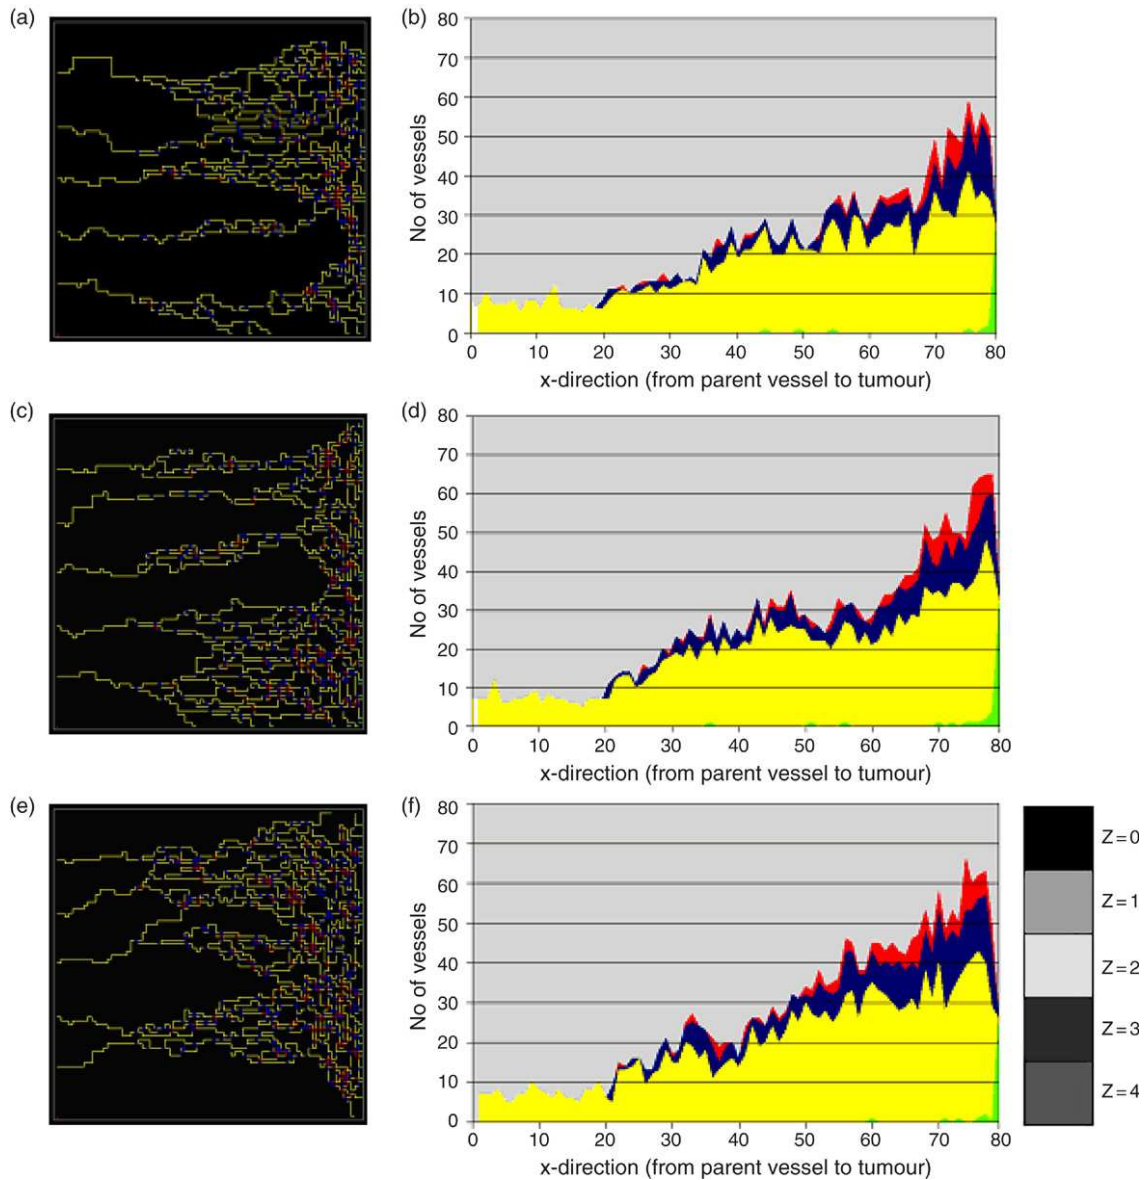 (a)
(b)
80
70
60
50
40
30
20
10
0
No of vessels
0 10 20 30 40 50 60 70 80
x-direction (from parent vessel to tumour)
(c)
(d)
80
70
60
50
40
30
20
10
0
No of vessels
0 10 20 30 40 50 60 70 80
x-direction (from parent vessel to tumour)
(e)
(f)
80
70
60
50
40
30
20
10
0
No of vessels
0 10 20 30 40 50 60 70 80
x-direction (from parent vessel to tumour)
Z=0
Z=1
Z=2
Z=3
Z=4